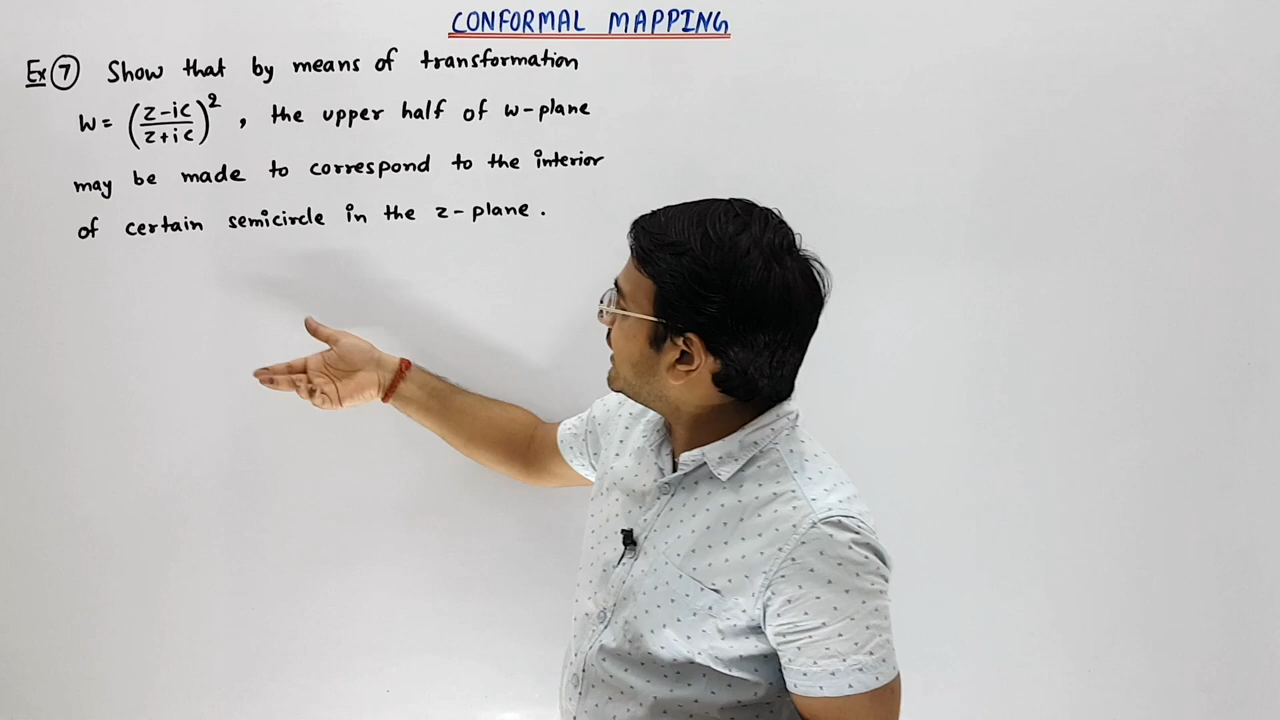 CONFORMAL MAPPING
Ex 7 Show that by means of transformation
W = ((z-ic)/(z+ic))², the upper half of w-plane
may be made to correspond to the interior
of certain semicircle in the z-plane.